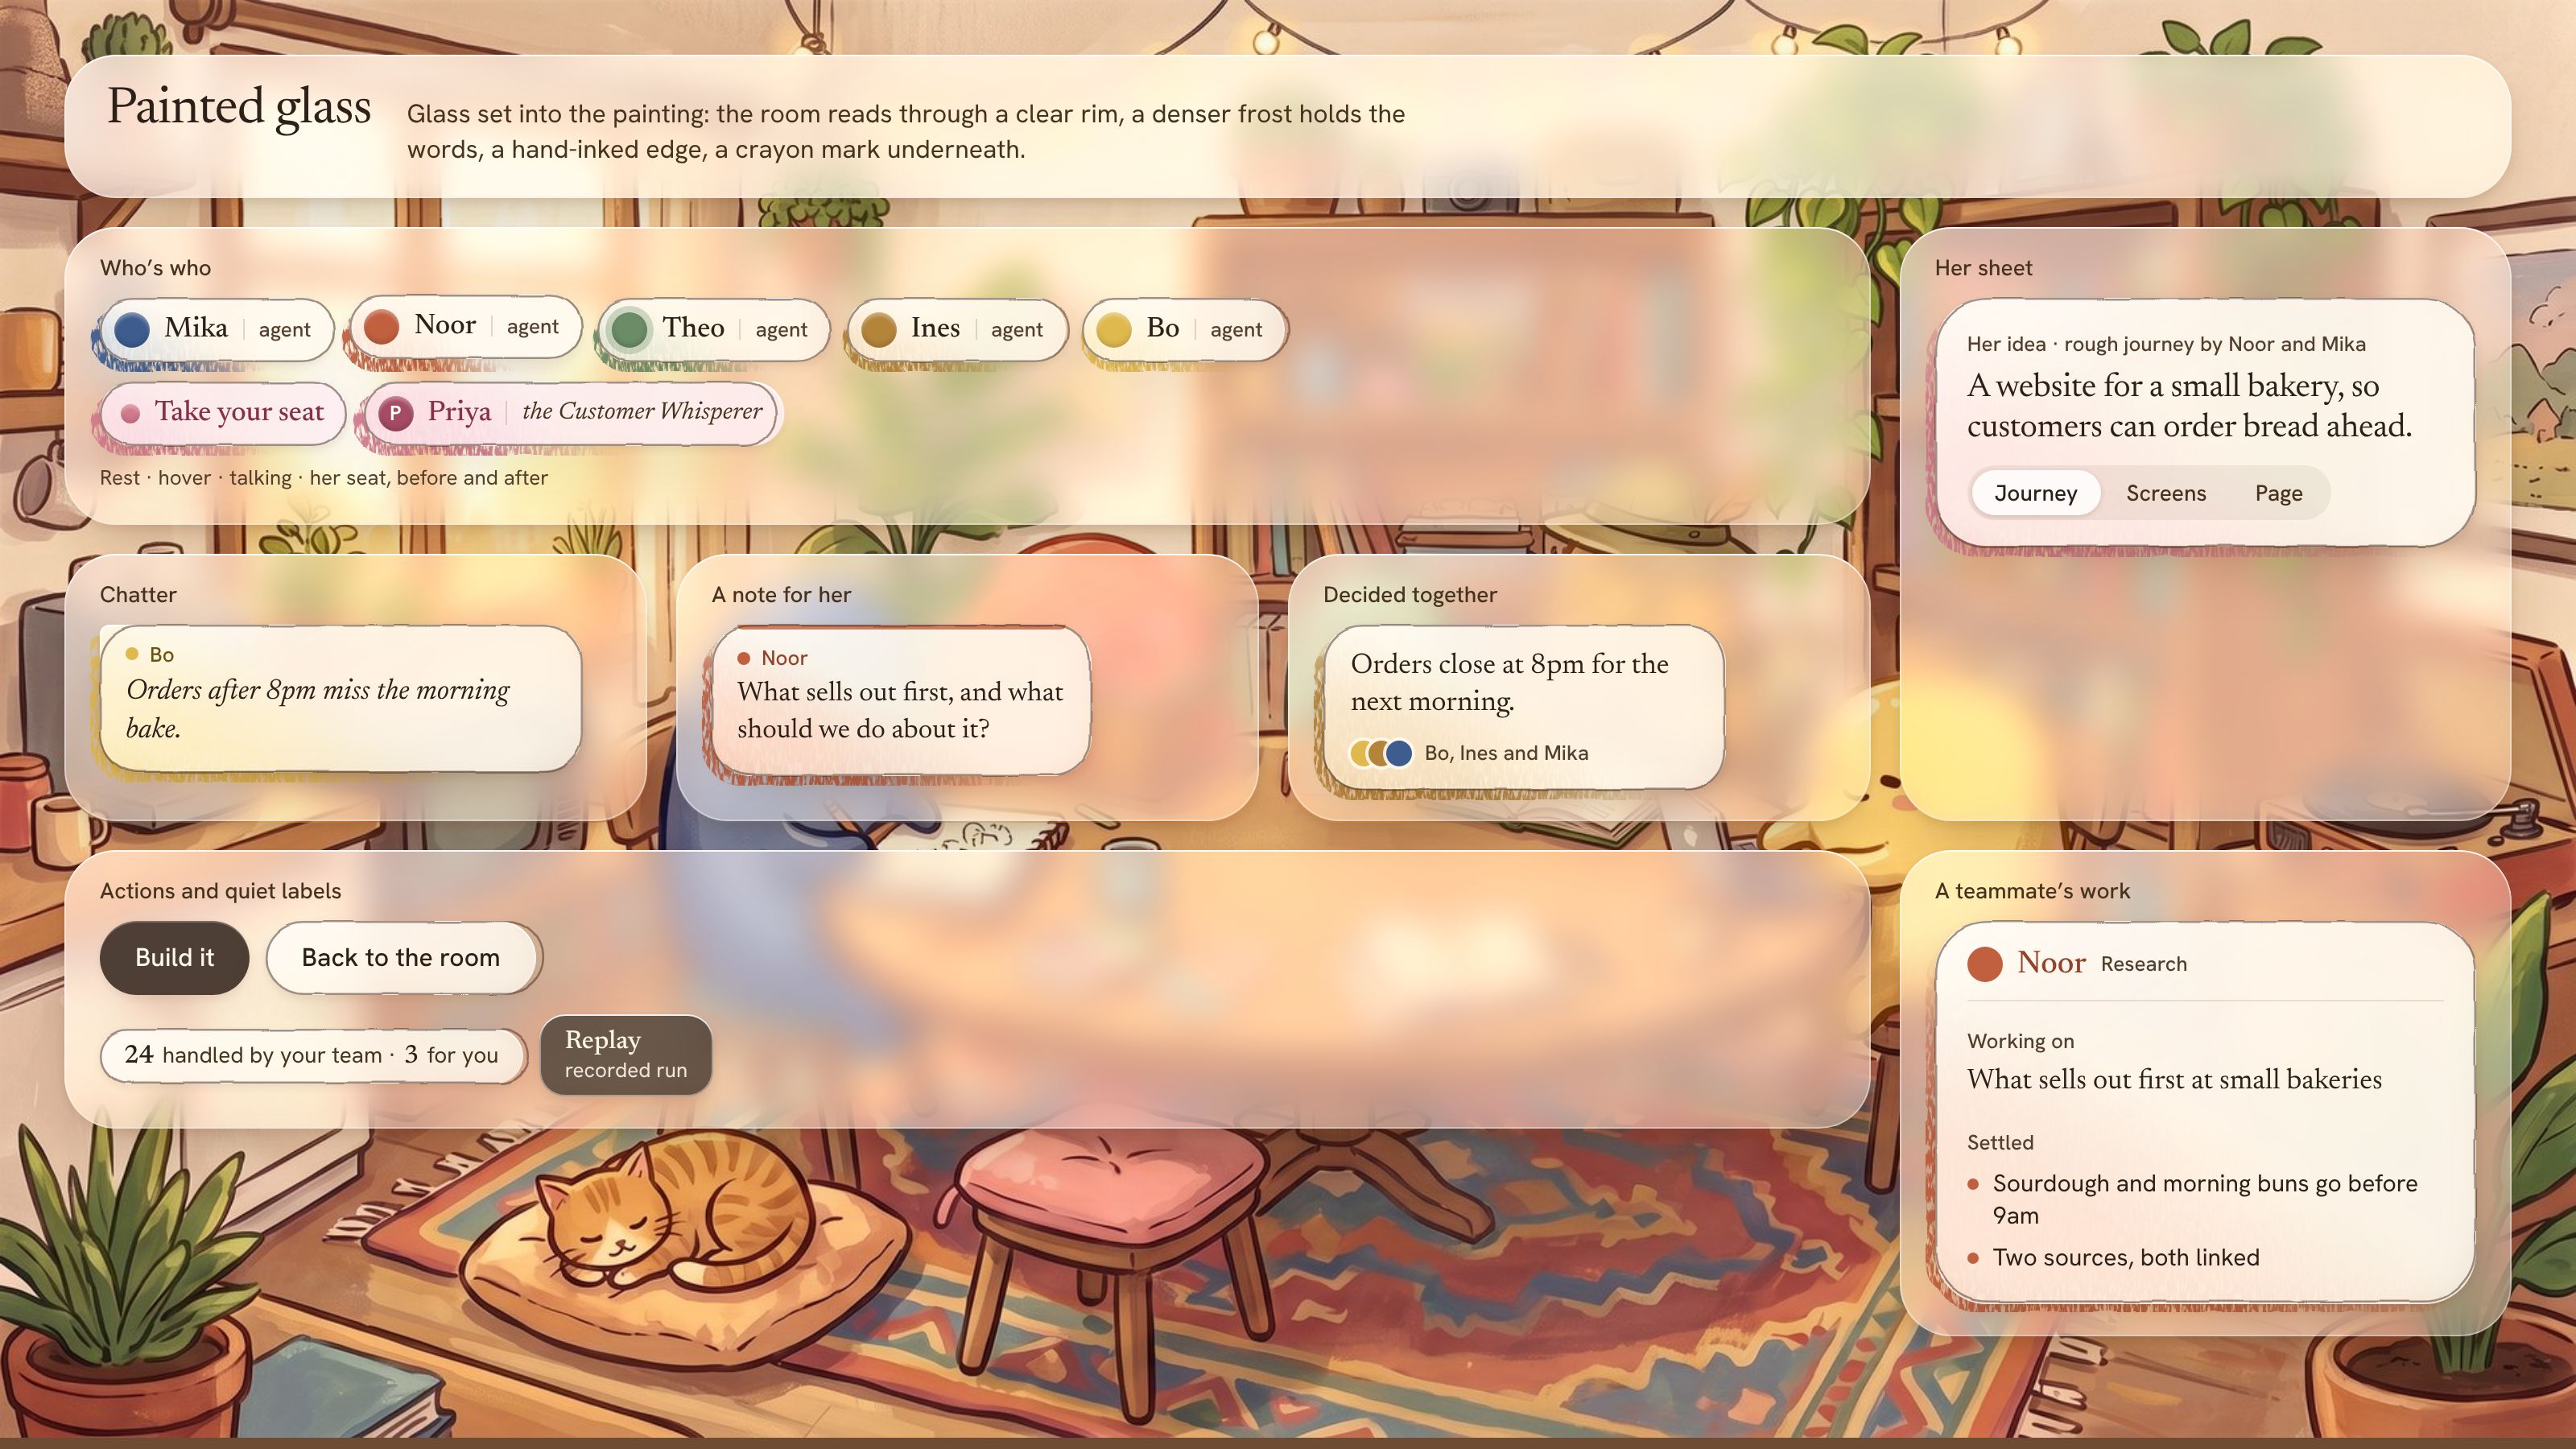 Painted glass
Glass set into the painting: the room reads through a clear rim, a denser frost holds the
words, a hand-inked edge, a crayon mark underneath.
Who’s who
Mika agent
Noor agent
Theo agent
Ines agent
Bo agent
Take your seat
P Priya the Customer Whisperer
Rest · hover · talking · her seat, before and after
Her sheet
Her idea · rough journey by Noor and Mika
A website for a small bakery, so
customers can order bread ahead.
Journey Screens Page
Chatter
Bo
Orders after 8pm miss the morning
bake.
A note for her
Noor
What sells out first, and what
should we do about it?
Decided together
Orders close at 8pm for the
next morning.
Bo, Ines and Mika
Actions and quiet labels
Build it
Back to the room
24 handled by your team · 3 for you
Replay
recorded run
A teammate’s work
Noor Research
Working on
What sells out first at small bakeries
Settled
Sourdough and morning buns go before
9am
Two sources, both linked